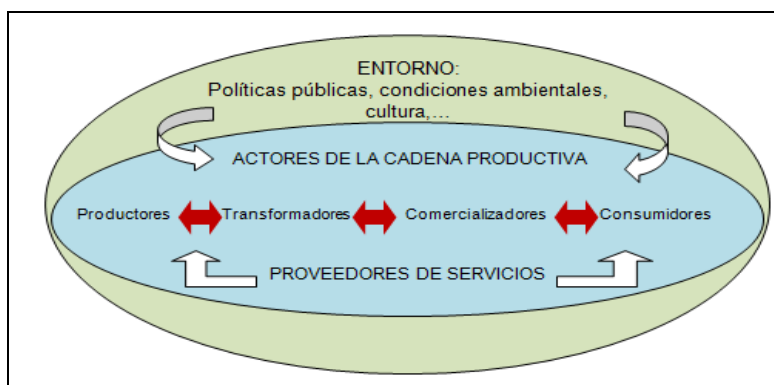 ENTORNO:
Políticas públicas, condiciones ambientales,
cultura,...
ACTORES DE LA CADENA PRODUCTIVA
Productores Transformadores Comercializadores Consumidores
PROVEEDORES DE SERVICIOS